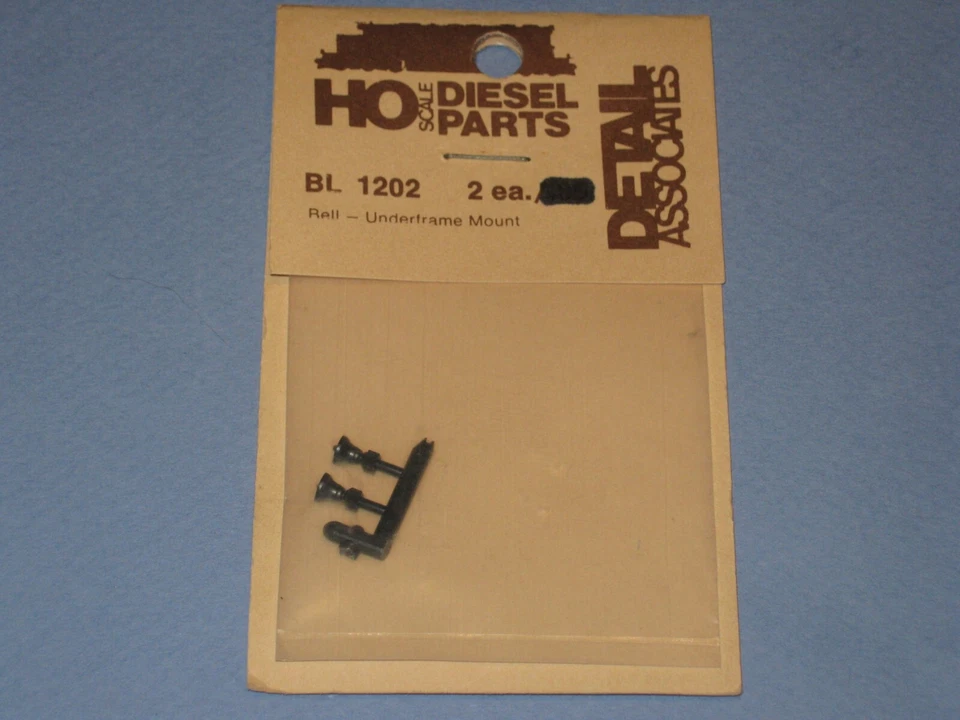 HO SCALE DIESEL PARTS
DETAIL ASSOCIATES
BL 1202 2 ea.
Bell – Underframe Mount